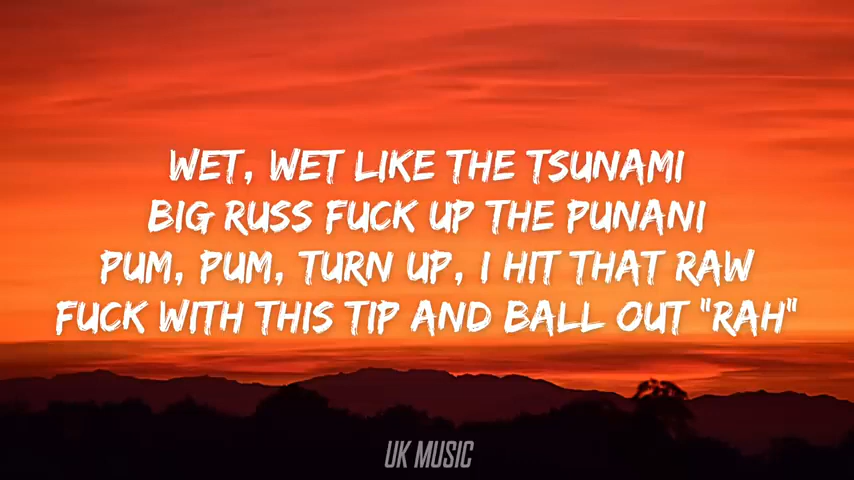 WET, WET LIKE THE TSUNAMI
BIG RUSS FUCK UP THE PUNANI
PUM, PUM, TURN UP, I HIT THAT RAW
FUCK WITH THIS TIP AND BALL OUT "RAH"
UK MUSIC